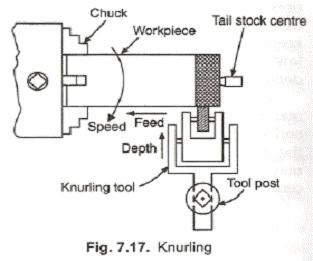 Chuck
Workpiece
Tail stock centre
Feed
Speed
Depth
Knurling tool
Tool post
Fig. 7.17. Knurling